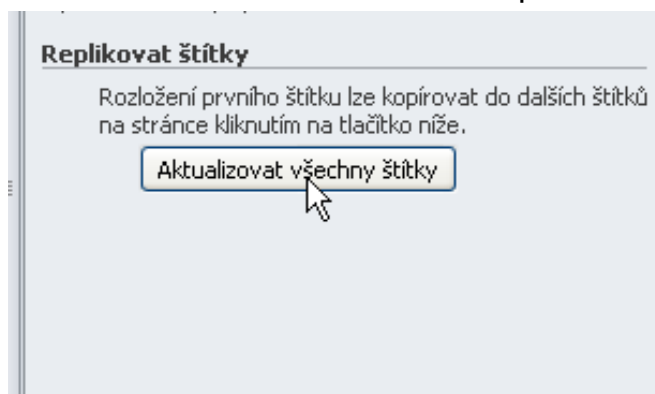 Replikovat štítky
Rozložení prvního štítku lze kopírovat do dalších štítků
na stránce kliknutím na tlačítko níže.
Aktualizovat všechny štítky